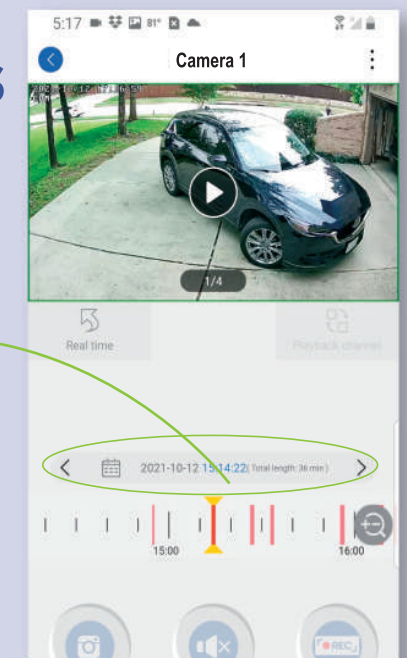 5:17 81° X
Camera 1
1/4
Real time
Playback channel
2021-10-12 15:14:22 (Total length: 36 min )
15:00 16:00
REC